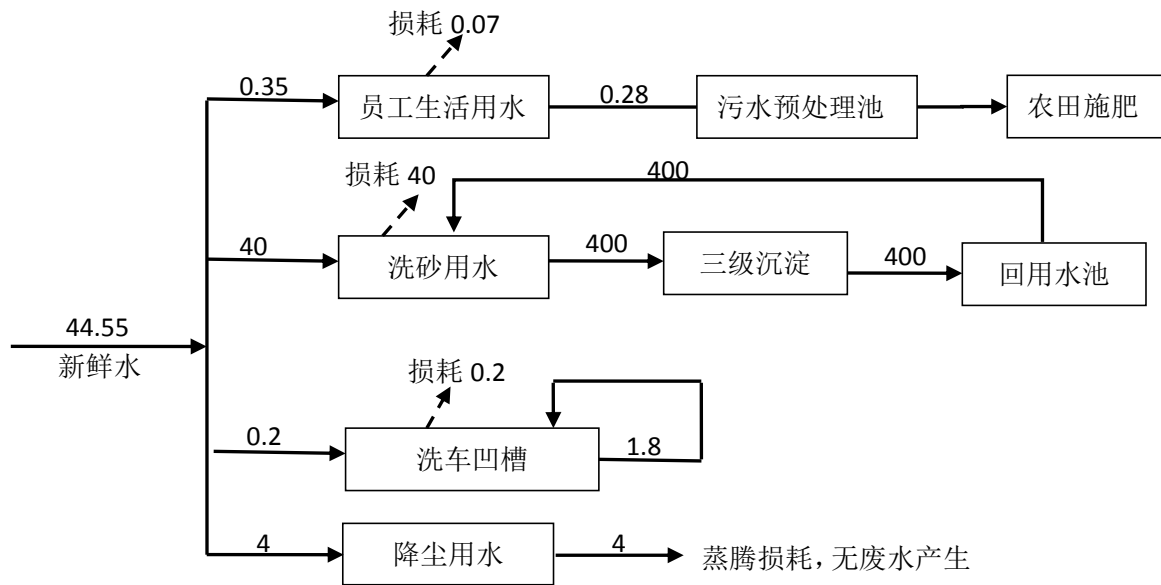 损耗 0.07
0.35
员工生活用水
0.28
污水预处理池
农田施肥
损耗 40
400
40
洗砂用水
400
三级沉淀
400
回用水池
44.55
新鲜水
损耗 0.2
0.2
洗车凹槽
1.8
4
降尘用水
4
蒸腾损耗，无废水产生